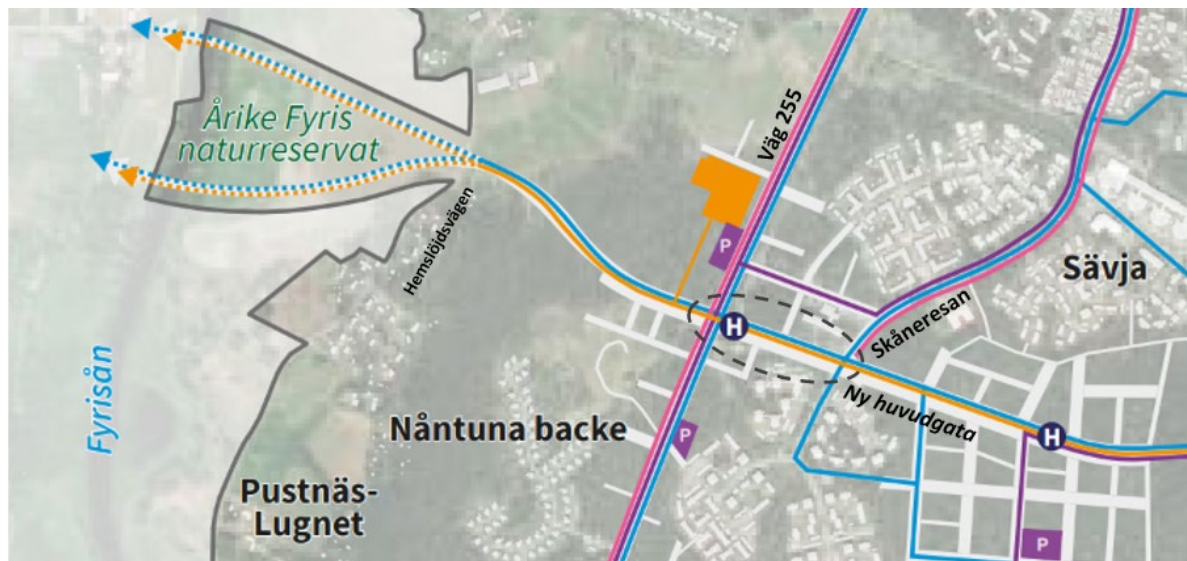 Årike Fyris
naturreservat
Väg 255
Hemslöjdsvägen
P
Sävja
Fyrisån
H
Skåneresan
Ny huvudgata
Nåntuna backe
P
H
Pustnäs-
Lugnet
P